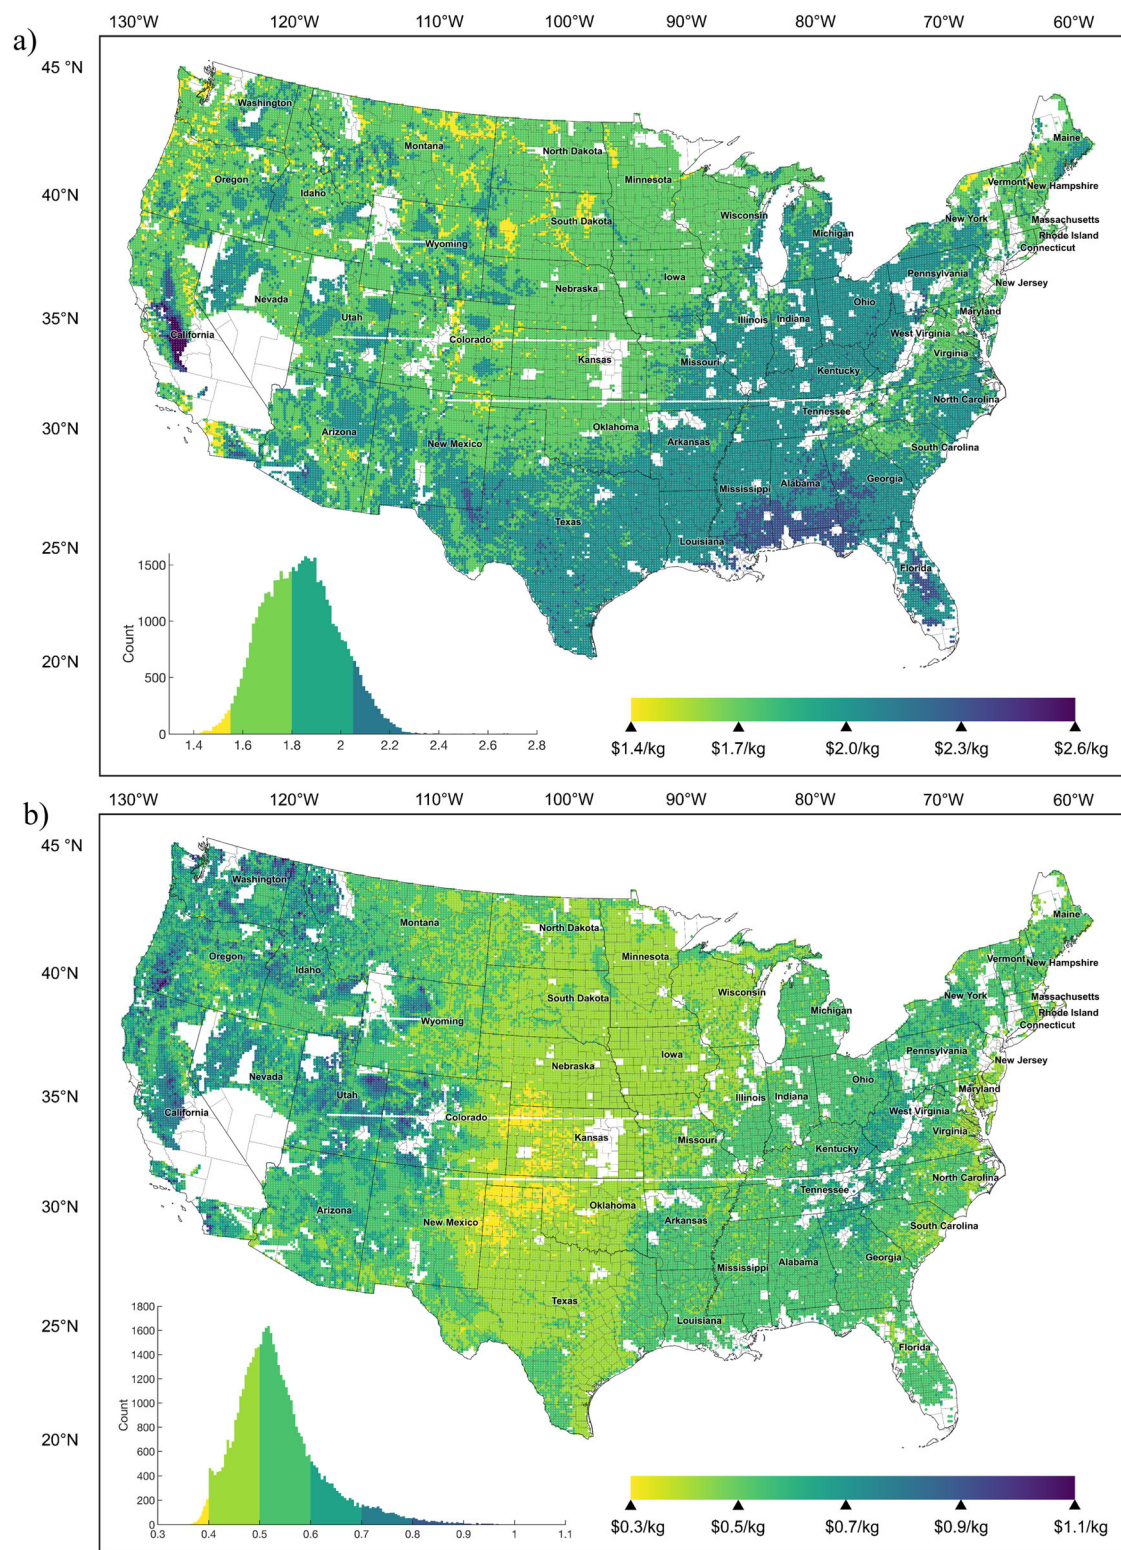 130°W 120°W 110°W 100°W 90°W 80°W 70°W 60°W
a)
45 °N
40°N
35°N
30°N
25°N
20°N
Washington
Montana
North Dakota
Minnesota
Maine
Oregon
Idaho
Vermont
New Hampshire
South Dakota
Wisconsin
New York
Massachusetts
Michigan
Rhode Island
Wyoming
Connecticut
Iowa
Pennsylvania
Nebraska
New Jersey
Nevada
Ohio
Utah
Illinois
Indiana
Maryland
California
Colorado
West Virginia
Kansas
Missouri
Virginia
Kentucky
North Carolina
Tennessee
Arizona
New Mexico
Oklahoma
Arkansas
South Carolina
Mississippi
Alabama
Georgia
Texas
Louisiana
Florida
Count
1500
1000
500
0
1.4 1.6 1.8 2 2.2 2.4 2.6 2.8
$1.4/kg $1.7/kg $2.0/kg $2.3/kg $2.6/kg
130°W 120°W 110°W 100°W 90°W 80°W 70°W 60°W
b)
45 °N
40°N
35°N
30°N
25°N
20°N
Washington
Montana
North Dakota
Minnesota
Maine
Oregon
Idaho
Vermont
New Hampshire
South Dakota
Wisconsin
New York
Massachusetts
Michigan
Rhode Island
Wyoming
Connecticut
Iowa
Pennsylvania
Nebraska
New Jersey
Nevada
Ohio
Utah
Illinois
Indiana
Maryland
California
Colorado
West Virginia
Kansas
Missouri
Virginia
Kentucky
North Carolina
Tennessee
Arizona
New Mexico
Oklahoma
Arkansas
South Carolina
Mississippi
Alabama
Georgia
Texas
Louisiana
Florida
Count
1800
1600
1400
1200
1000
800
600
400
200
0
0.3 0.4 0.5 0.6 0.7 0.8 0.9 1 1.1
$0.3/kg $0.5/kg $0.7/kg $0.9/kg $1.1/kg